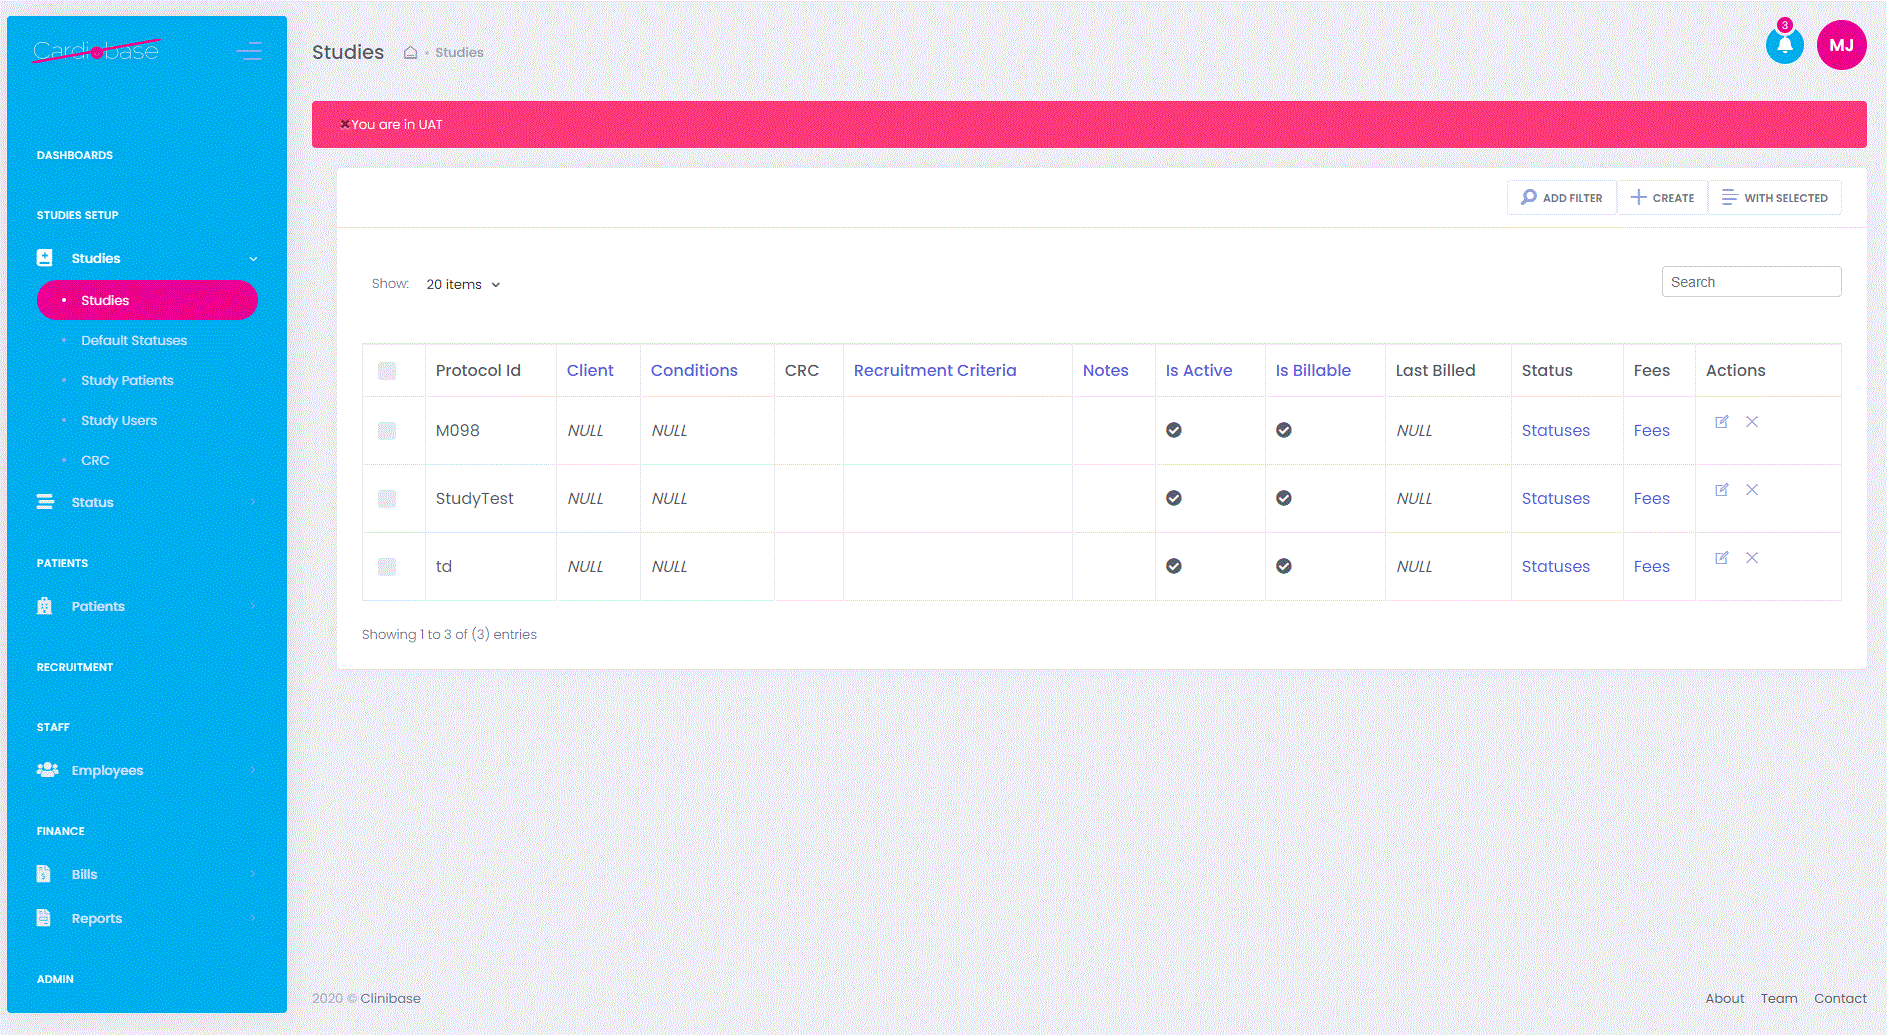 Cardiobase
DASHBOARDS
STUDIES SETUP
Studies
Studies
Default Statuses
Study Patients
Study Users
CRC
Status
PATIENTS
Patients
RECRUITMENT
STAFF
Employees
FINANCE
Bills
Reports
ADMIN
Studies Studies
3
MJ
You are in UAT
ADD FILTER CREATE WITH SELECTED
Show: 20 items Search
Protocol Id Client Conditions CRC Recruitment Criteria Notes Is Active Is Billable Last Billed Status Fees Actions
M098 NULL NULL NULL Statuses Fees
StudyTest NULL NULL NULL Statuses Fees
td NULL NULL NULL Statuses Fees
Showing 1 to 3 of (3) entries
2020 © Clinibase About Team Contact